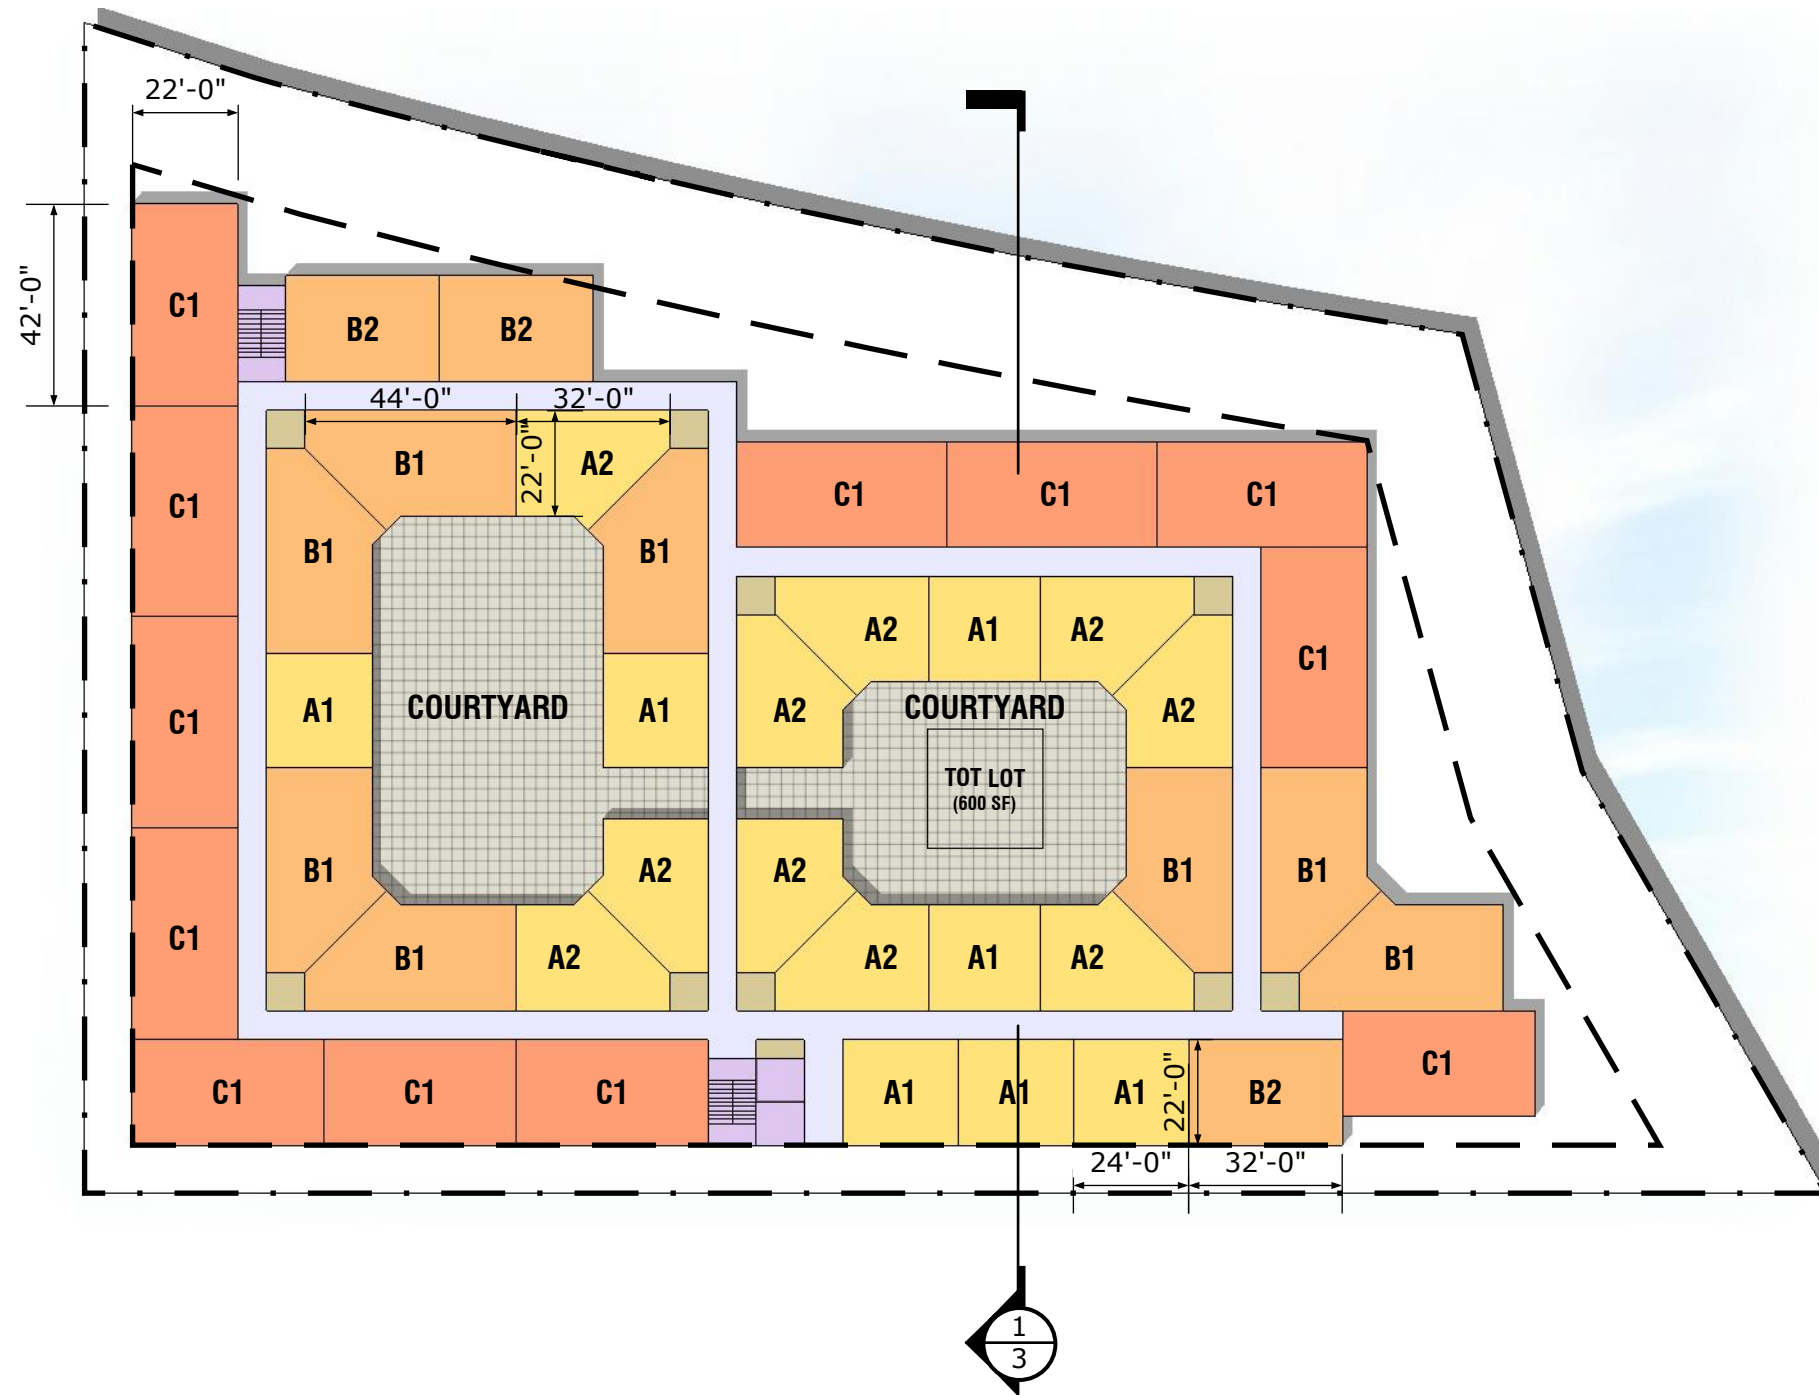 22'-0"
42'-0"
C1
B2
B2
44'-0"
32'-0"
22'-0"
B1
A2
C1
C1
C1
C1
B1
B1
A2
A1
A2
C1
C1
A1
COURTYARD
A1
A2
COURTYARD
A2
TOT LOT
(600 SF)
B1
A2
A2
B1
B1
C1
B1
A2
A2
A1
A2
B1
C1
C1
C1
C1
A1
A1
A1
22'-0"
B2
24'-0"
32'-0"
1
3